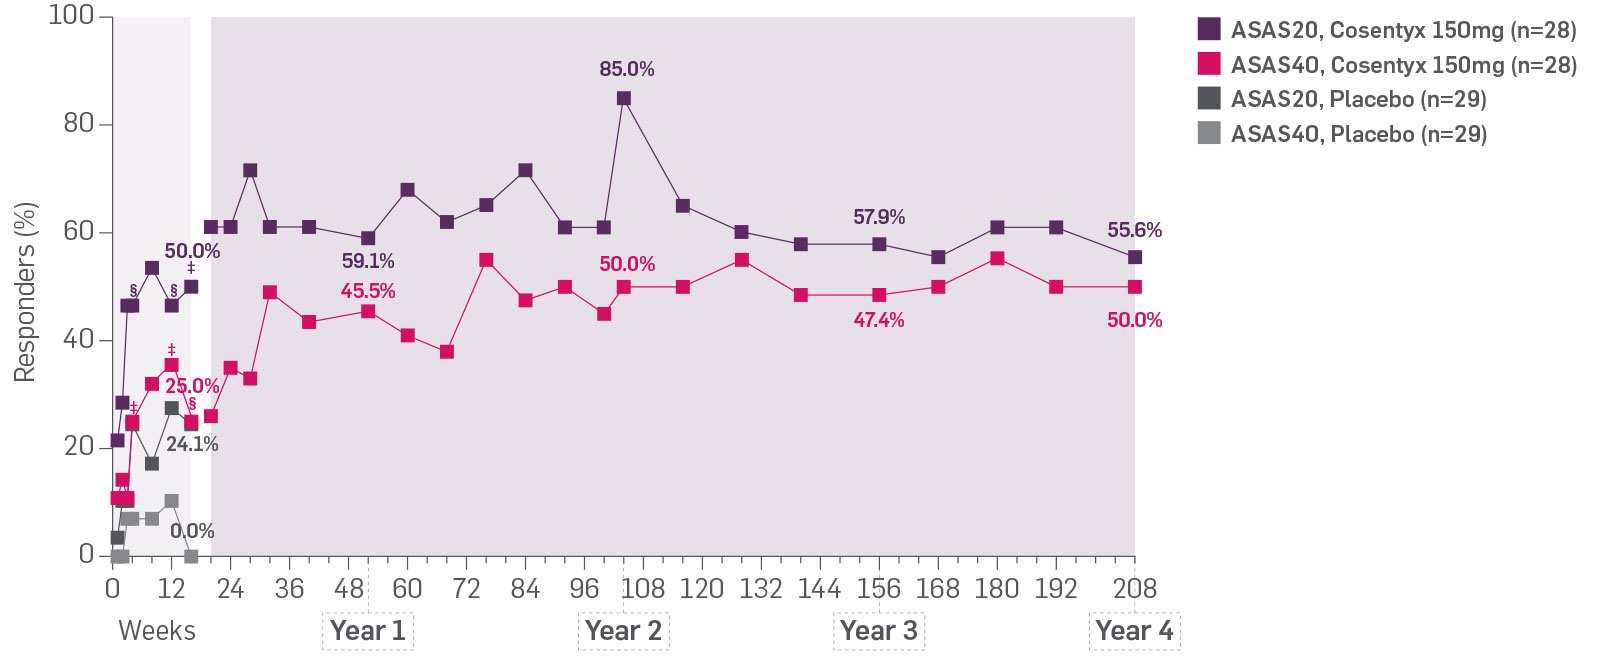 100
80
60
40
20
0
Responders (%)
85.0%
50.0%
‡
§
§
59.1%
45.5%
50.0%
57.9%
47.4%
55.6%
50.0%
‡
25.0%
‡
§
24.1%
0.0%
0 12 24 36 48 60 72 84 96 108 120 132 144 156 168 180 192 208
Weeks
Year 1
Year 2
Year 3
Year 4
ASAS20, Cosentyx 150mg (n=28)
ASAS40, Cosentyx 150mg (n=28)
ASAS20, Placebo (n=29)
ASAS40, Placebo (n=29)